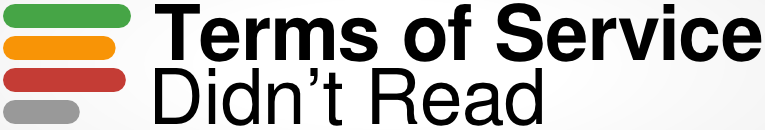 Terms of Service
Didn’t Read